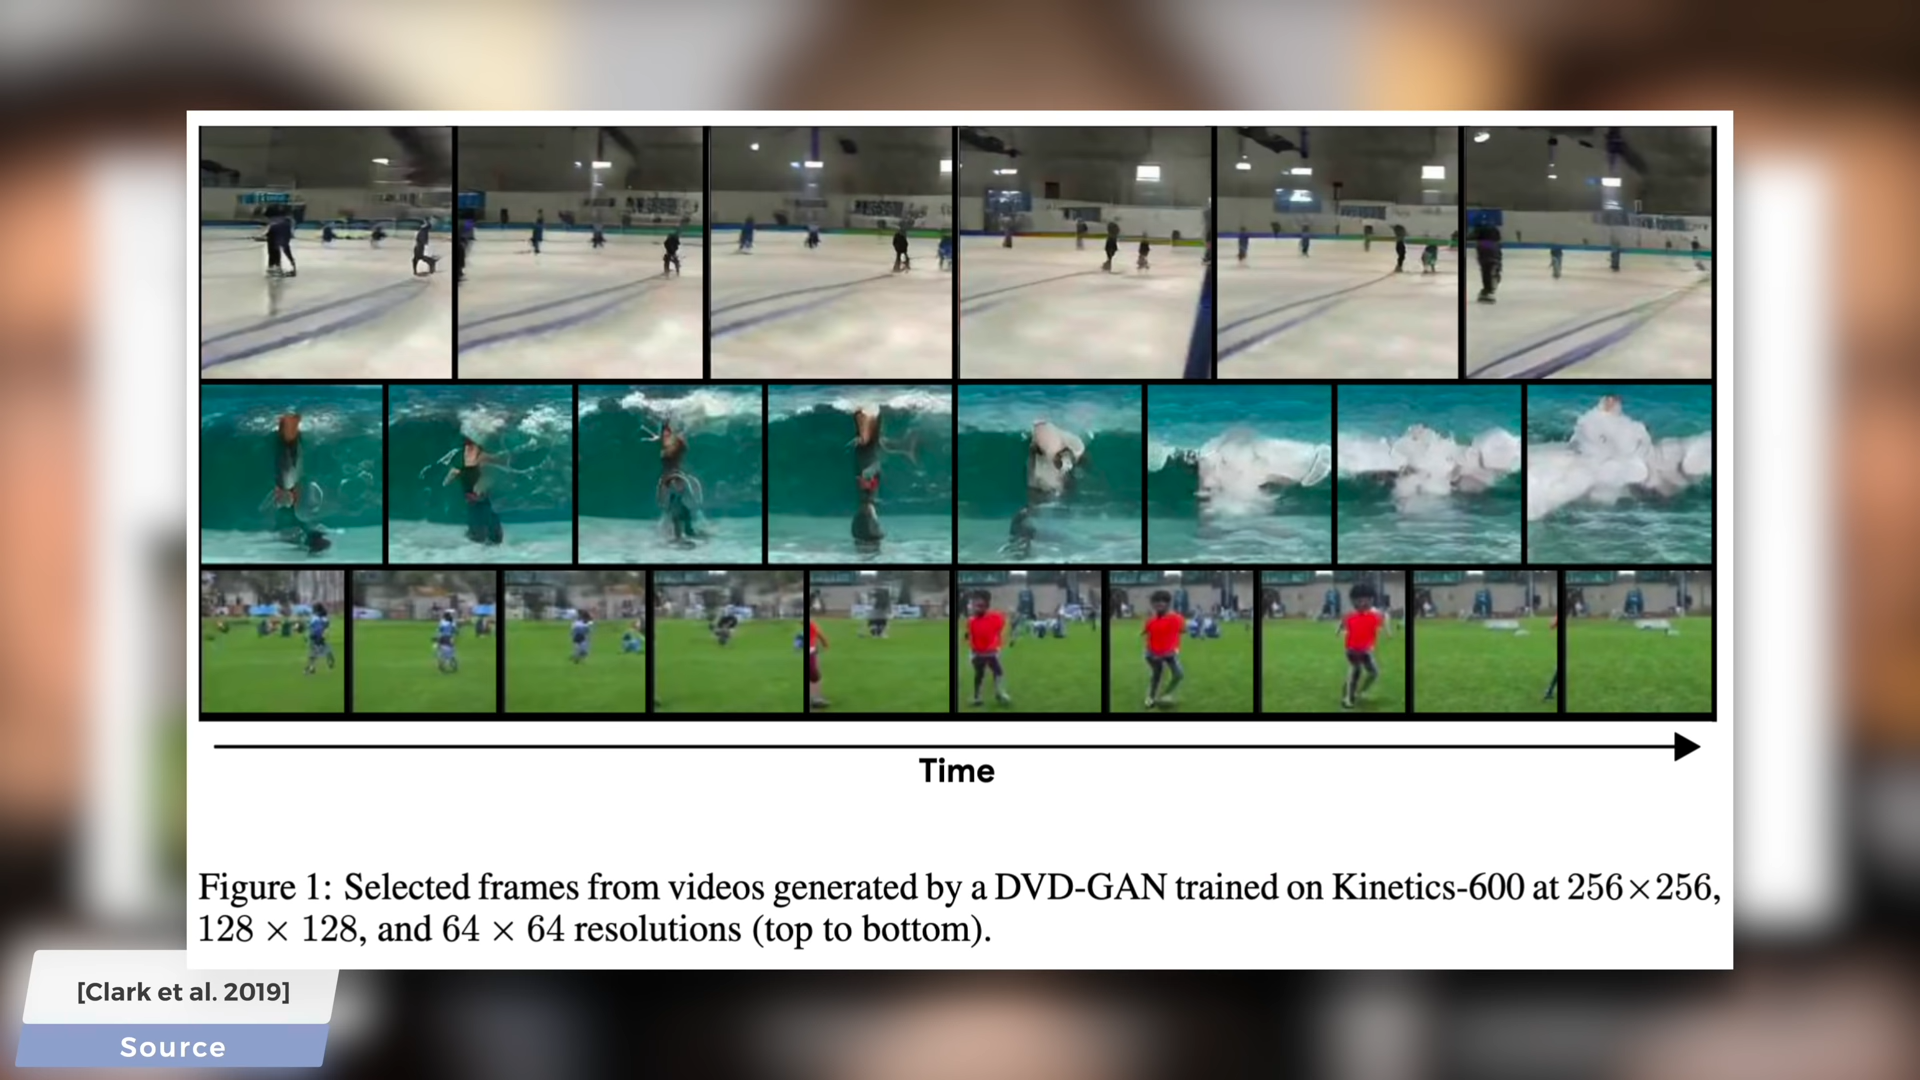 Time
Figure 1: Selected frames from videos generated by a DVD-GAN trained on Kinetics-600 at 256×256,
128 × 128, and 64 × 64 resolutions (top to bottom).
[Clark et al. 2019]
Source